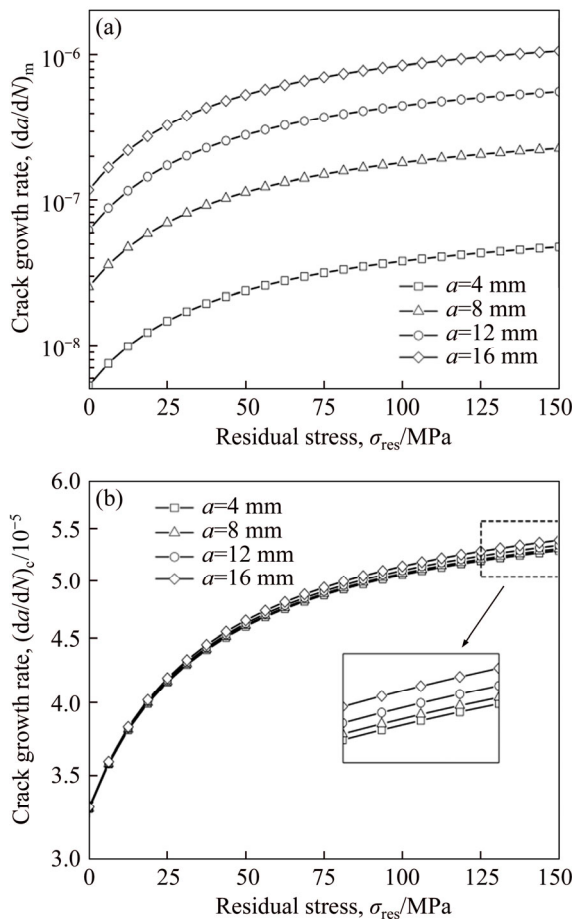 (a)
Crack growth rate, (da/dN)ₘ
10⁻⁶
10⁻⁷
10⁻⁸
a=4 mm
a=8 mm
a=12 mm
a=16 mm
0 25 50 75 100 125 150
Residual stress, σres/MPa
(b)
Crack growth rate, (da/dN)c/10⁻⁵
6.0
5.5
5.0
4.5
4.0
3.5
3.0
a=4 mm
a=8 mm
a=12 mm
a=16 mm
0 25 50 75 100 125 150
Residual stress, σres/MPa